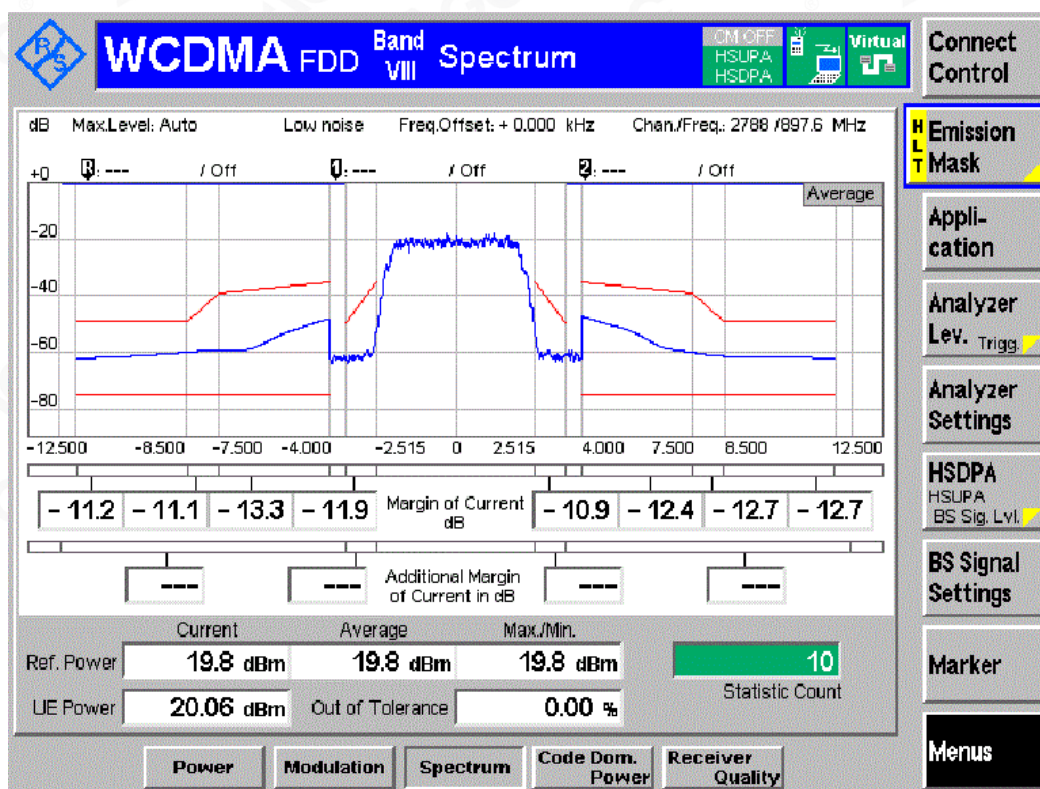 R&S
WCDMA FDD Band VIII Spectrum
CM OFF
HSUPA
HSDPA
Virtual
Connect Control
dB Max.Level: Auto Low noise Freq.Offset: + 0.000 kHz Chan./Freq.: 2788 /897.6 MHz
HLT
Emission Mask
+0 R: --- / Off 1: --- / Off 2: --- / Off
Average
-20
-40
-60
-80
Appli-
cation
Analyzer
Lev. Trigg.
Analyzer
Settings
-12.500 -8.500 -7.500 -4.000 -2.515 0 2.515 4.000 7.500 8.500 12.500
HSDPA
HSUPA
BS Sig. Lvl.
- 11.2 - 11.1 - 13.3 - 11.9 Margin of Current dB - 10.9 - 12.4 - 12.7 - 12.7
--- --- Additional Margin of Current in dB --- ---
BS Signal
Settings
Current Average Max./Min.
Ref. Power 19.8 dBm 19.8 dBm 19.8 dBm 10
Statistic Count
UE Power 20.06 dBm Out of Tolerance 0.00 %
Marker
Menus
Power Modulation Spectrum Code Dom. Power Receiver Quality